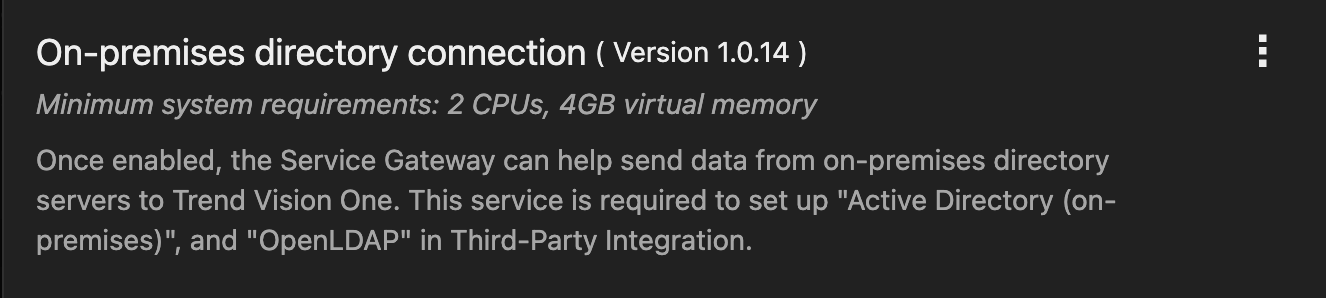 On-premises directory connection ( Version 1.0.14 )
Minimum system requirements: 2 CPUs, 4GB virtual memory
Once enabled, the Service Gateway can help send data from on-premises directory
servers to Trend Vision One. This service is required to set up "Active Directory (on-
premises)", and "OpenLDAP" in Third-Party Integration.